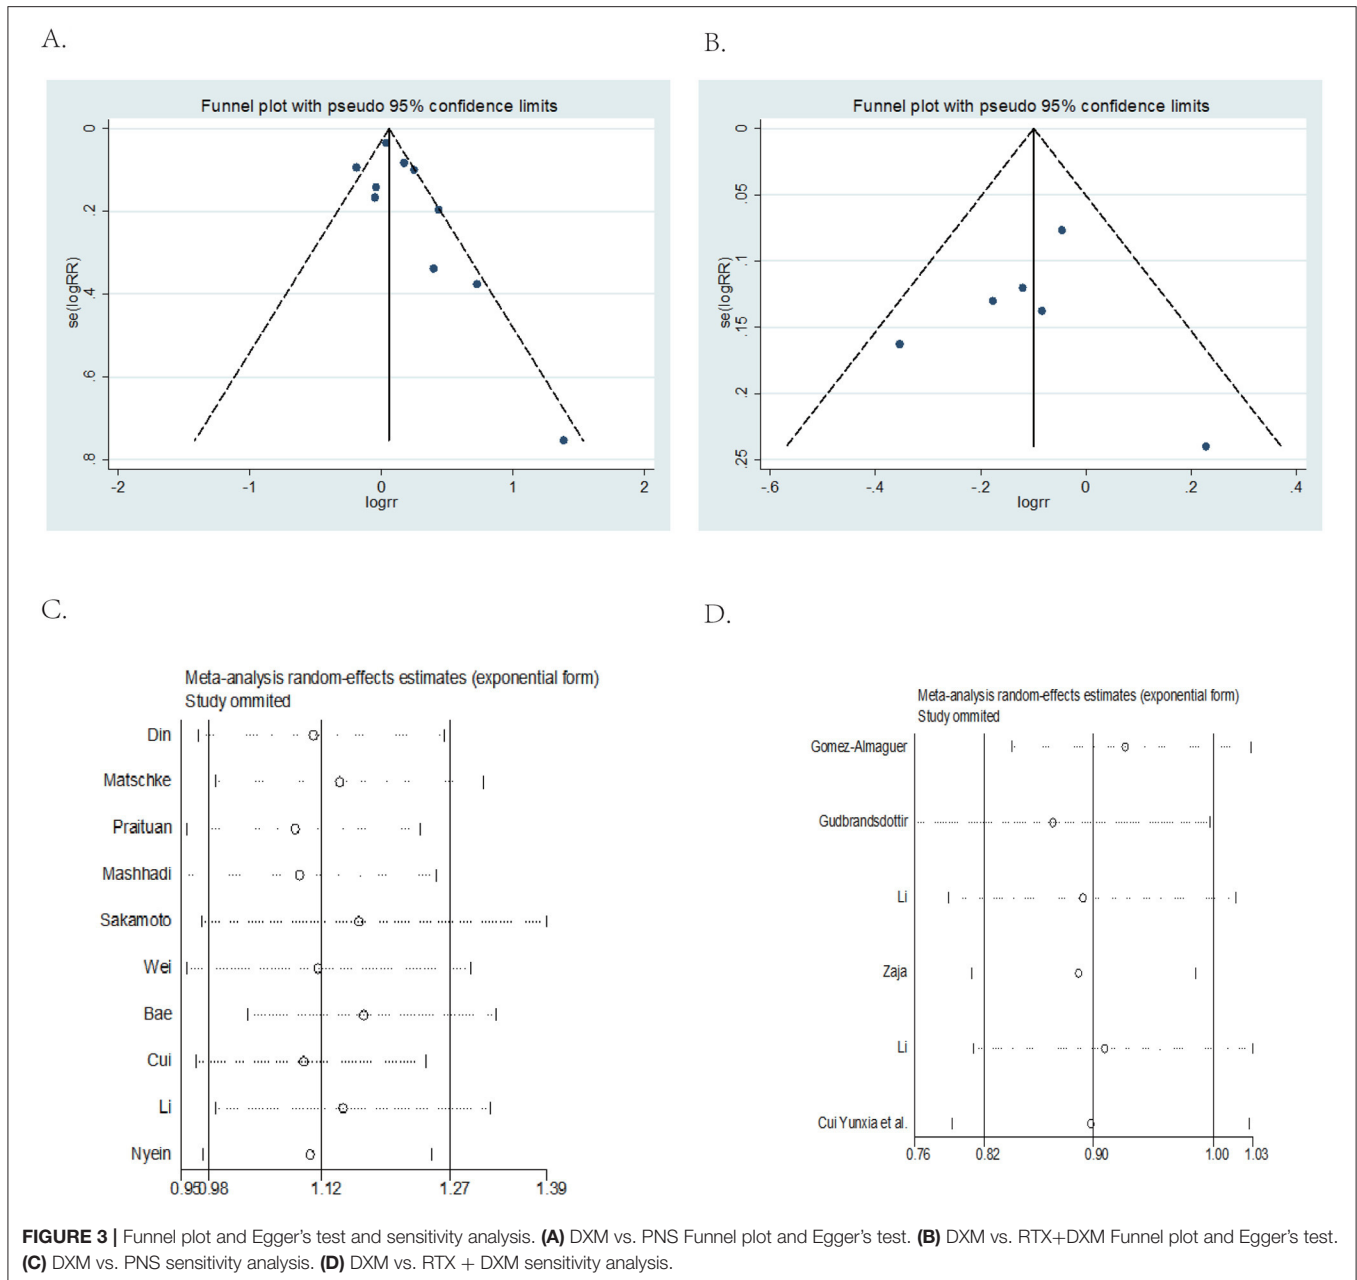 A.
Funnel plot with pseudo 95% confidence limits
0
.2
.4
.6
.8
se(logRR)
-2
-1
0
1
2
logrr
B.
Funnel plot with pseudo 95% confidence limits
0
.05
.1
.15
.2
.25
se(logRR)
-.6
-.4
-.2
0
.2
.4
logrr
C.
Meta-analysis random-effects estimates (exponential form)
Study ommited
Din
Matschke
Praituan
Mashhadi
Sakamoto
Wei
Bae
Cui
Li
Nyein
0.95 0.98 1.12 1.27 1.39
D.
Meta-analysis random-effects estimates (exponential form)
Study ommited
Gomez-Almaguer
Gudbrandsdottir
Li
Zaja
Li
Cui Yunxia et al.
0.76 0.82 0.90 1.00 1.03
FIGURE 3 | Funnel plot and Egger's test and sensitivity analysis. (A) DXM vs. PNS Funnel plot and Egger's test. (B) DXM vs. RTX+DXM Funnel plot and Egger's test.
(C) DXM vs. PNS sensitivity analysis. (D) DXM vs. RTX + DXM sensitivity analysis.